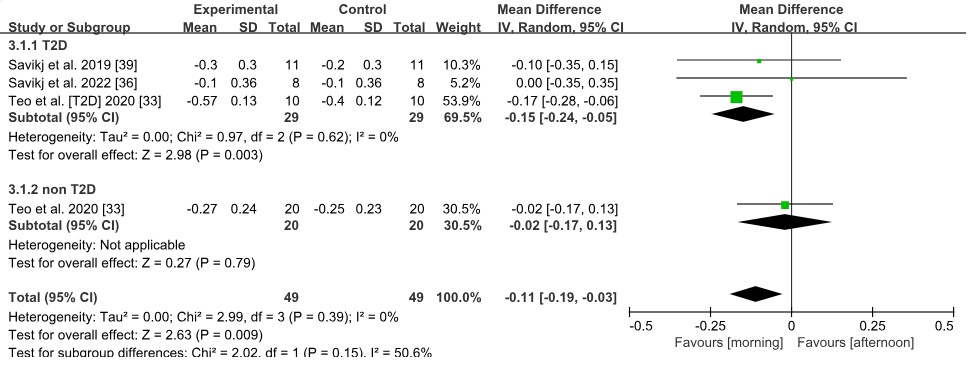 Experimental Control Mean Difference Mean Difference
Study or Subgroup Mean SD Total Mean SD Total Weight IV, Random, 95% CI IV, Random, 95% CI
3.1.1 T2D
Savikj et al. 2019 [39] -0.3 0.3 11 -0.2 0.3 11 10.3% -0.10 [-0.35, 0.15]
Savikj et al. 2022 [36] -0.1 0.36 8 -0.1 0.36 8 5.2% 0.00 [-0.35, 0.35]
Teo et al. [T2D] 2020 [33] -0.57 0.13 10 -0.4 0.12 10 53.9% -0.17 [-0.28, -0.06]
Subtotal (95% CI) 29 29 69.5% -0.15 [-0.24, -0.05]
Heterogeneity: Tau² = 0.00; Chi² = 0.97, df = 2 (P = 0.62); I² = 0%
Test for overall effect: Z = 2.98 (P = 0.003)
3.1.2 non T2D
Teo et al. 2020 [33] -0.27 0.24 20 -0.25 0.23 20 30.5% -0.02 [-0.17, 0.13]
Subtotal (95% CI) 20 20 30.5% -0.02 [-0.17, 0.13]
Heterogeneity: Not applicable
Test for overall effect: Z = 0.27 (P = 0.79)
Total (95% CI) 49 49 100.0% -0.11 [-0.19, -0.03]
Heterogeneity: Tau² = 0.00; Chi² = 2.99, df = 3 (P = 0.39); I² = 0%
Test for overall effect: Z = 2.63 (P = 0.009)
Test for subgroup differences: Chi² = 2.02, df = 1 (P = 0.15), I² = 50.6%
-0.5 -0.25 0 0.25 0.5
Favours [morning] Favours [afternoon]